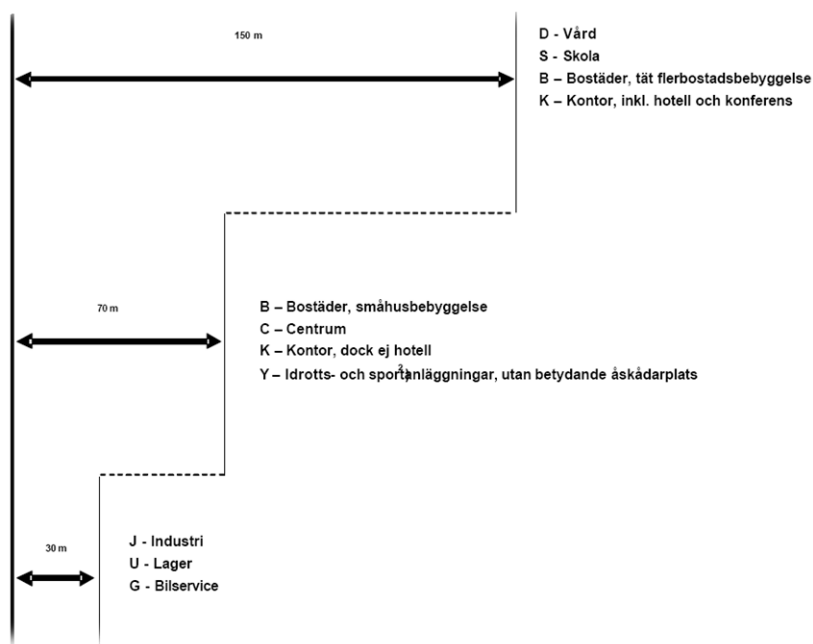 150 m
D - Vård
S - Skola
B – Bostäder, tät flerbostadsbebyggelse
K – Kontor, inkl. hotell och konferens
70 m
B – Bostäder, småhusbebyggelse
C – Centrum
K – Kontor, dock ej hotell
Y – Idrotts- och sportanläggningar, utan betydande åskådarplats
2)
30 m
J - Industri
U - Lager
G - Bilservice